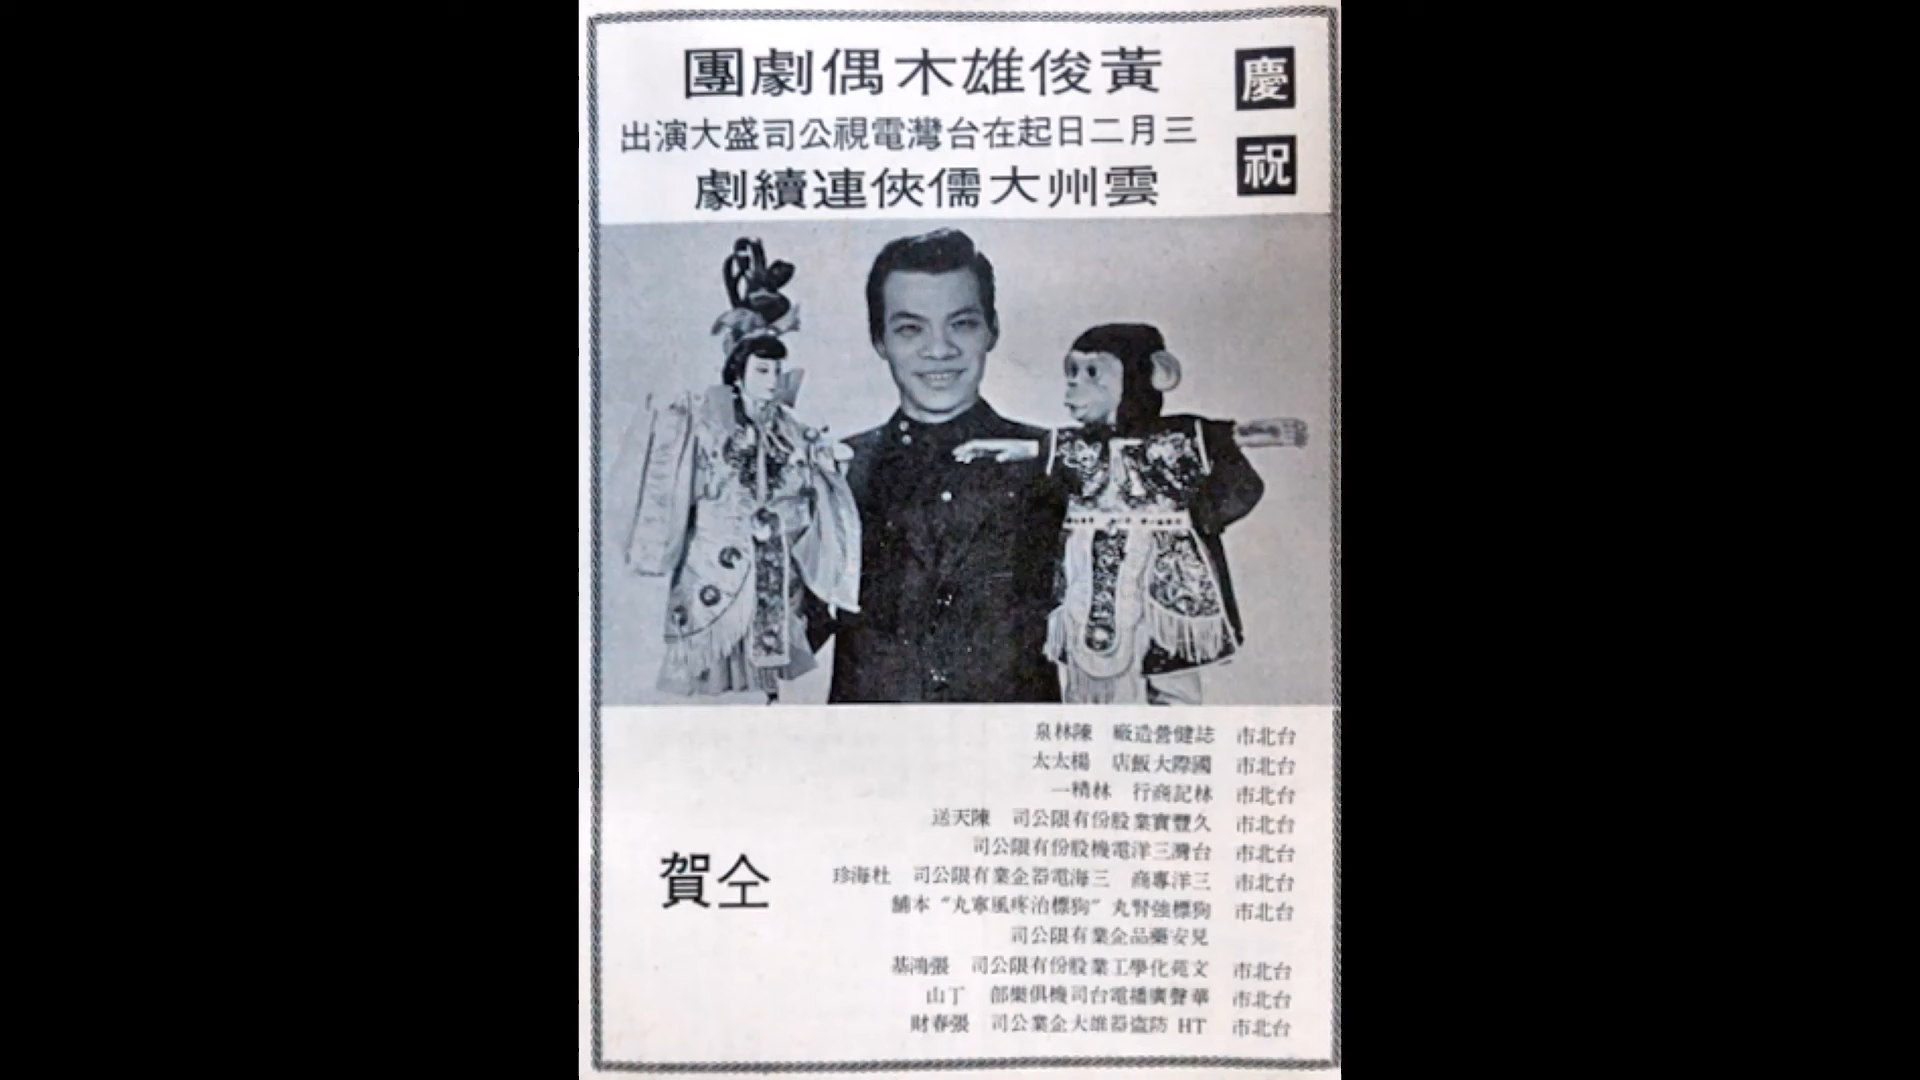 慶祝
黃俊雄木偶劇團
三月二日起在台灣電視公司盛大演出
雲州大儒俠連續劇
台北市 誌健營造廠 陳林泉
台北市 國際大飯店 楊太太
台北市 林記商行 林精一
台北市 久豐實業股份有限公司 陳天送
台北市 台灣三洋電機股份有限公司
台北市 三洋專商 三海電器企業有限公司 杜海珍
台北市 狗標強腎丸"狗標治疼風寧丸"本舖
見安藥品企業有限公司
台北市 文苑化學工業股份有限公司 張鴻基
台北市 華聲廣播電台司機俱樂部 丁山
台北市 HT 防盜器雄大企業公司 張春財
仝賀